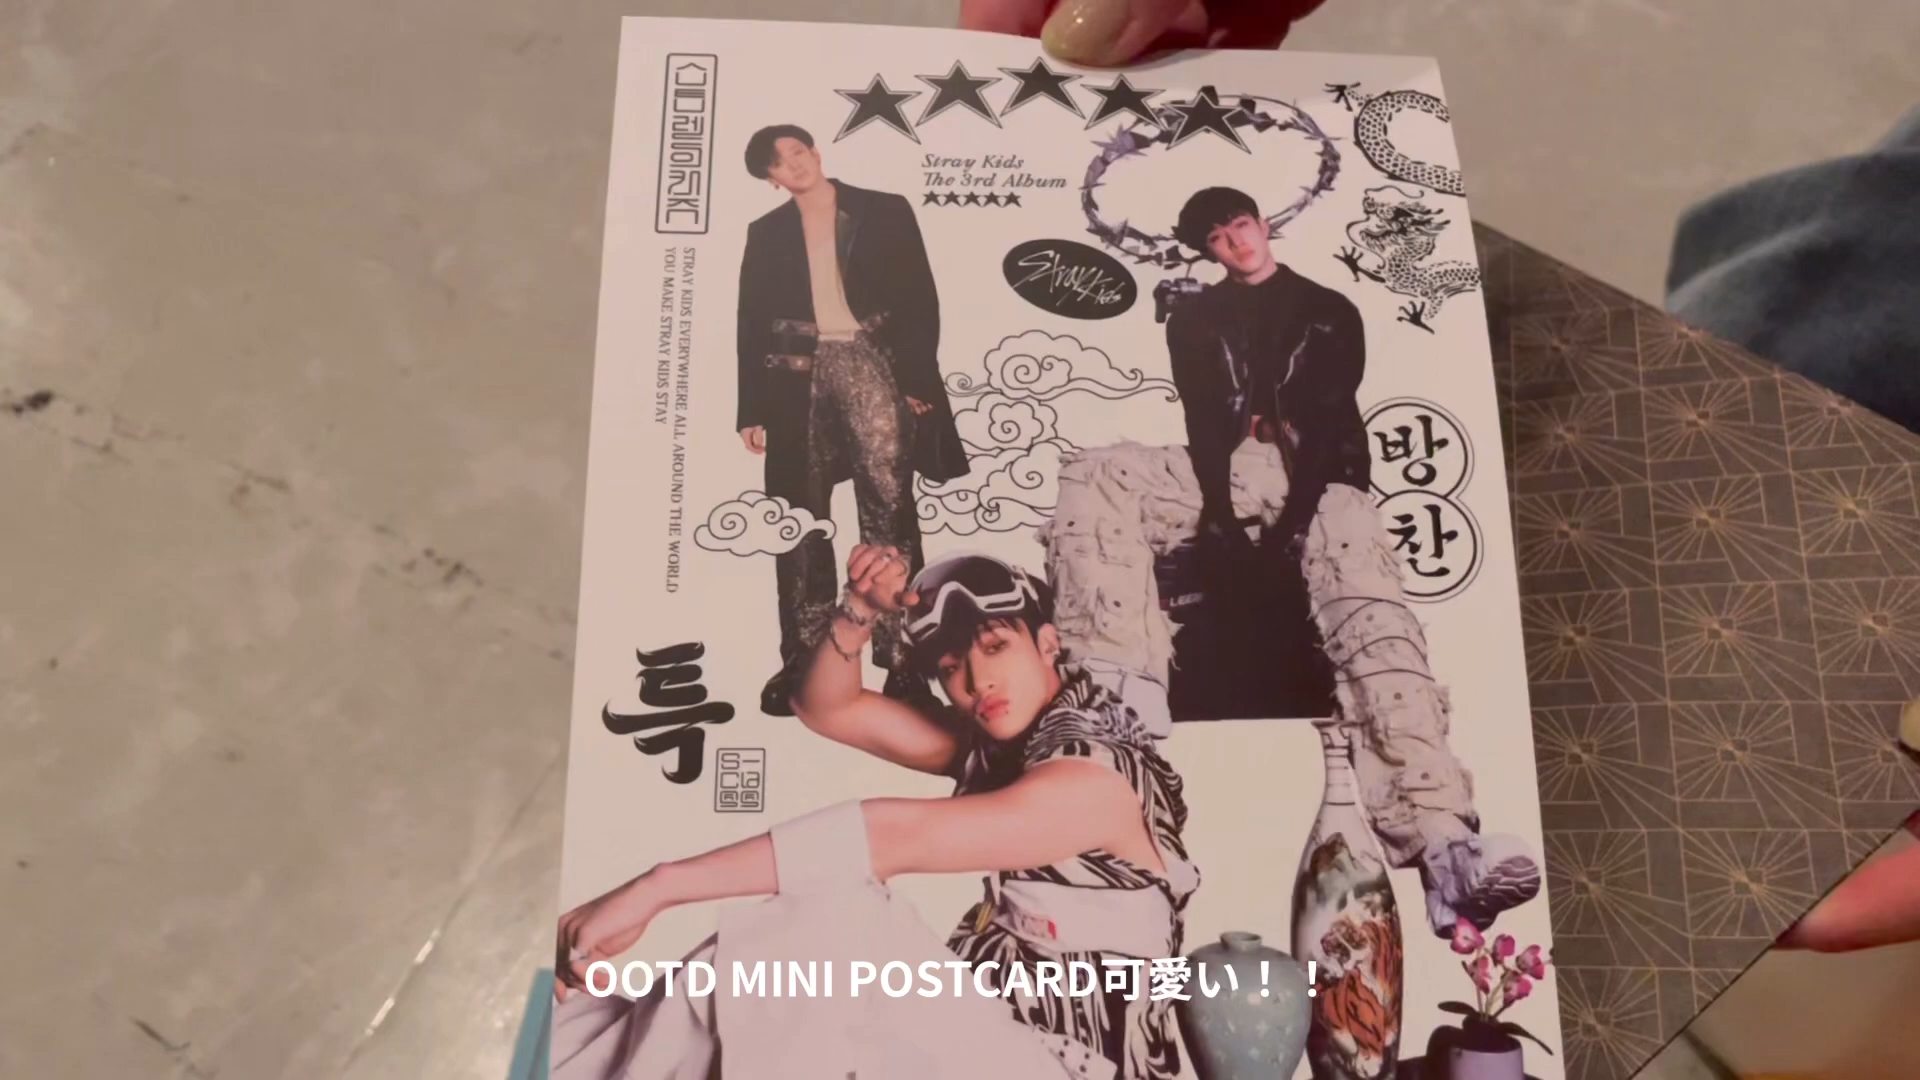 스트레이키즈
Stray Kids
The 3rd Album
★★★★★
Stray Kids
STRAY KIDS EVERYWHERE ALL AROUND THE WORLD
YOU MAKE STRAY KIDS STAY
방
찬
특
S-Class
OOTD MINI POSTCARD可愛い！！